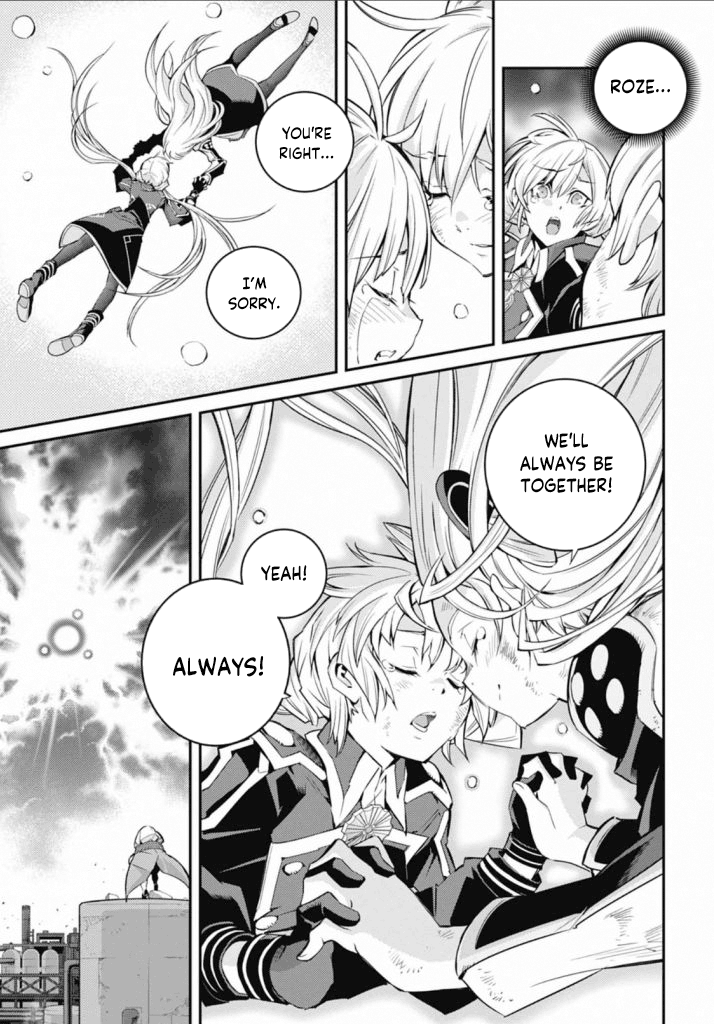 ROZE...
YOU'RE
RIGHT...
I'M
SORRY.
WE'LL
ALWAYS BE
TOGETHER!
YEAH!
ALWAYS!